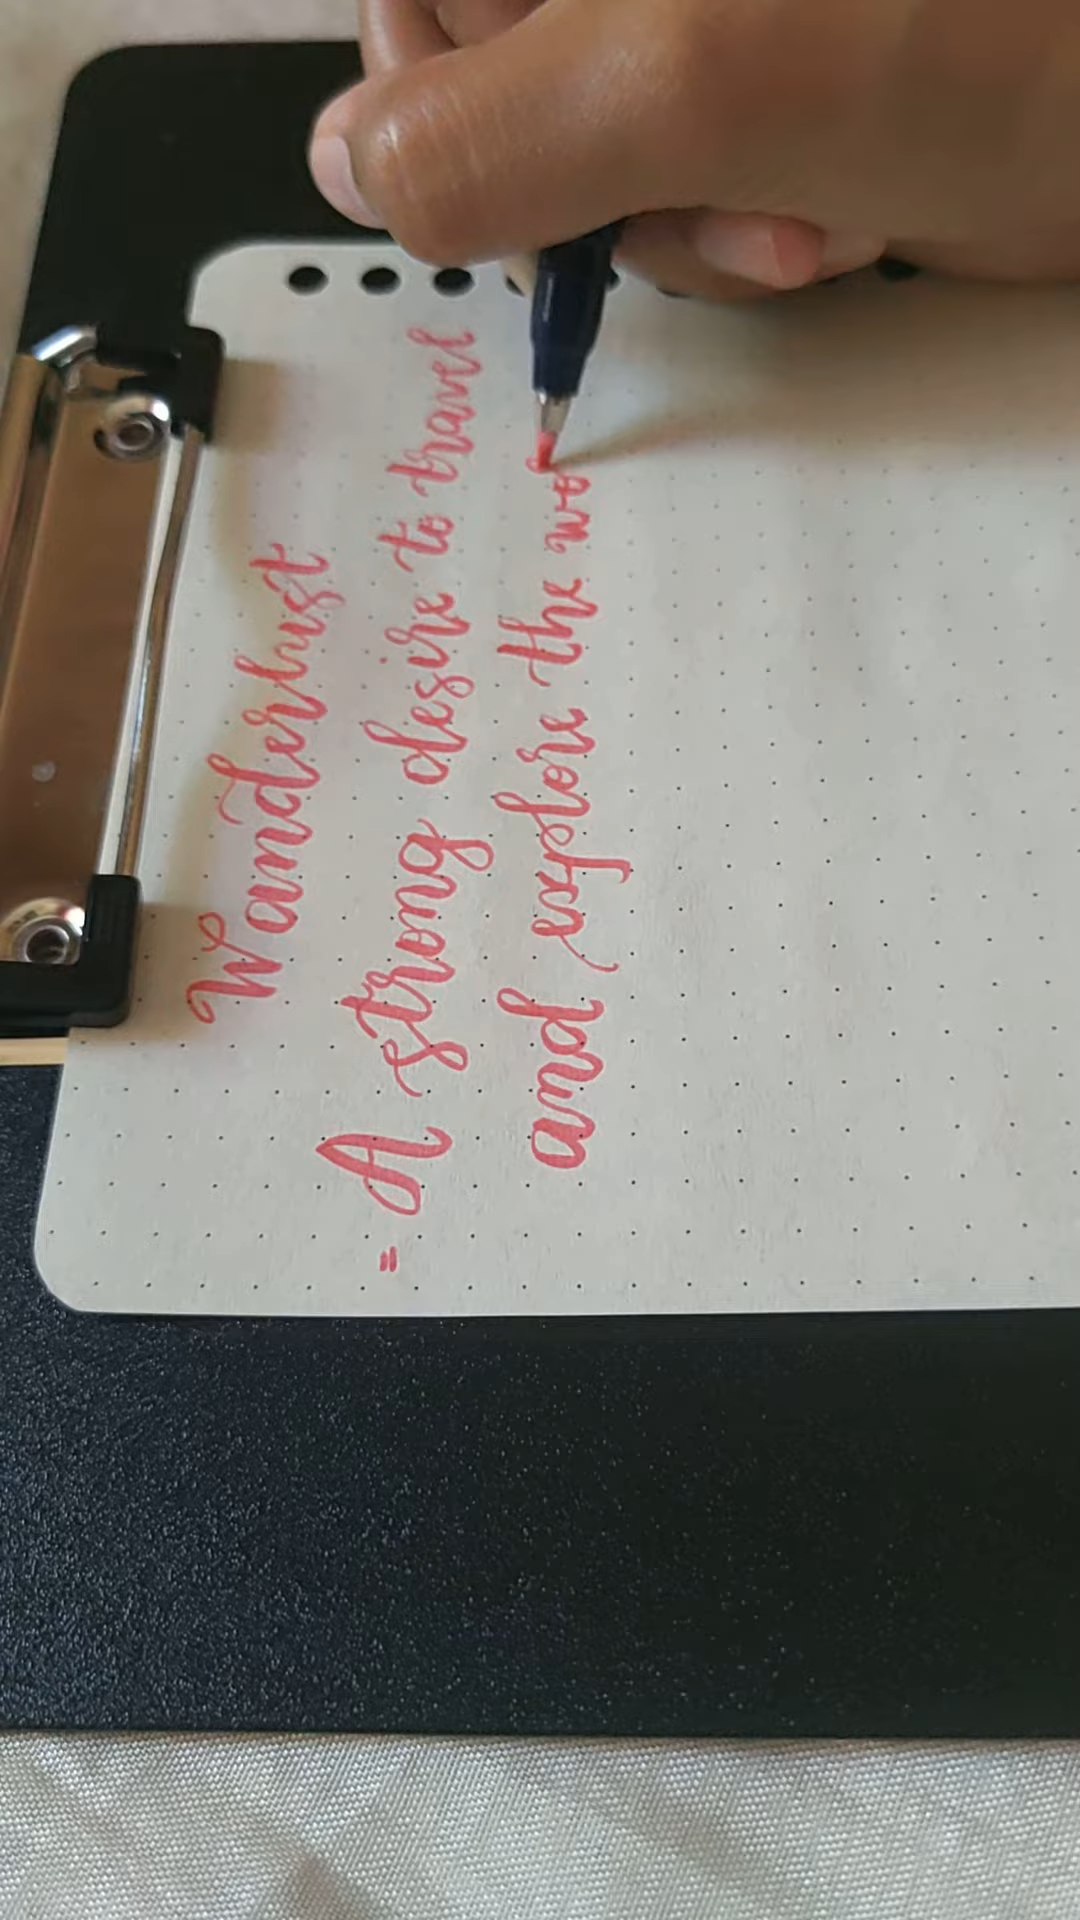 Wanderlust
= A strong desire to travel
and explore the wo